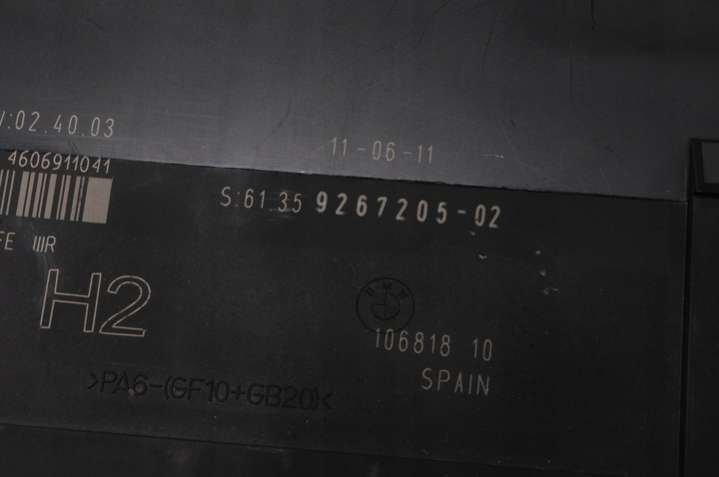 :02.40.03
11-06-11
4606911041
S:61.35 9267205-02
FE IIIR
H2
BMW
106818 10
SPAIN
>PA6-(GF10+GB20)<